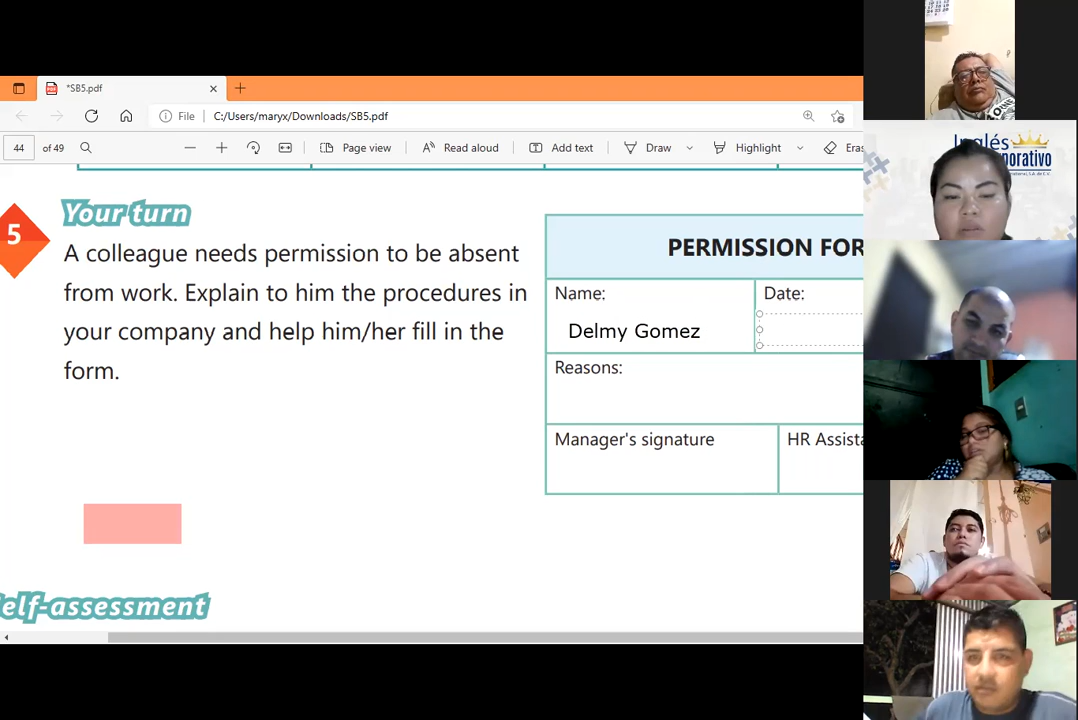 *SB5.pdf
File C:/Users/maryx/Downloads/SB5.pdf
44 of 49 Page view Read aloud Add text Draw Highlight Eras
Your turn
5
A colleague needs permission to be absent
from work. Explain to him the procedures in
your company and help him/her fill in the
form.
PERMISSION FOR
Name:
Date:
Delmy Gomez
Reasons:
Manager's signature
HR Assista
elf-assessment
Inglés
porativo